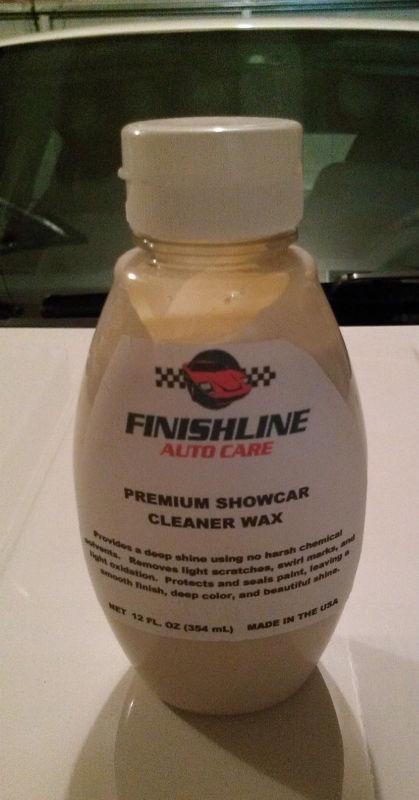 FINISHLINE
AUTO CARE
PREMIUM SHOWCAR
CLEANER WAX
Provides a deep shine using no harsh chemical
solvents. Removes light scratches, swirl marks, and
light oxidation. Protects and seals paint, leaving a
smooth finish, deep color, and beautiful shine.
NET 12 FL. OZ (354 mL) MADE IN THE USA